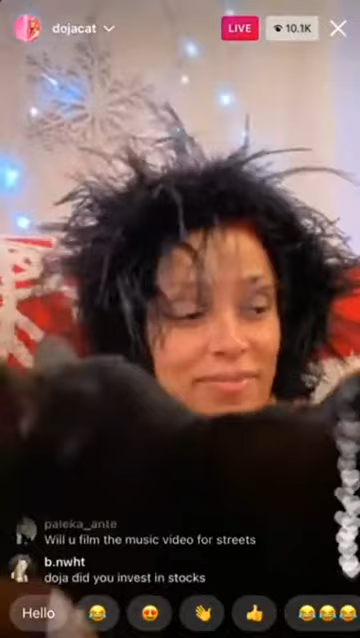 dojacat
LIVE
10.1K
paleka_ante
Will u film the music video for streets
b.nwht
doja did you invest in stocks
Hello